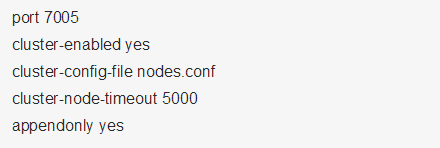 port 7005
cluster-enabled yes
cluster-config-file nodes.conf
cluster-node-timeout 5000
appendonly yes